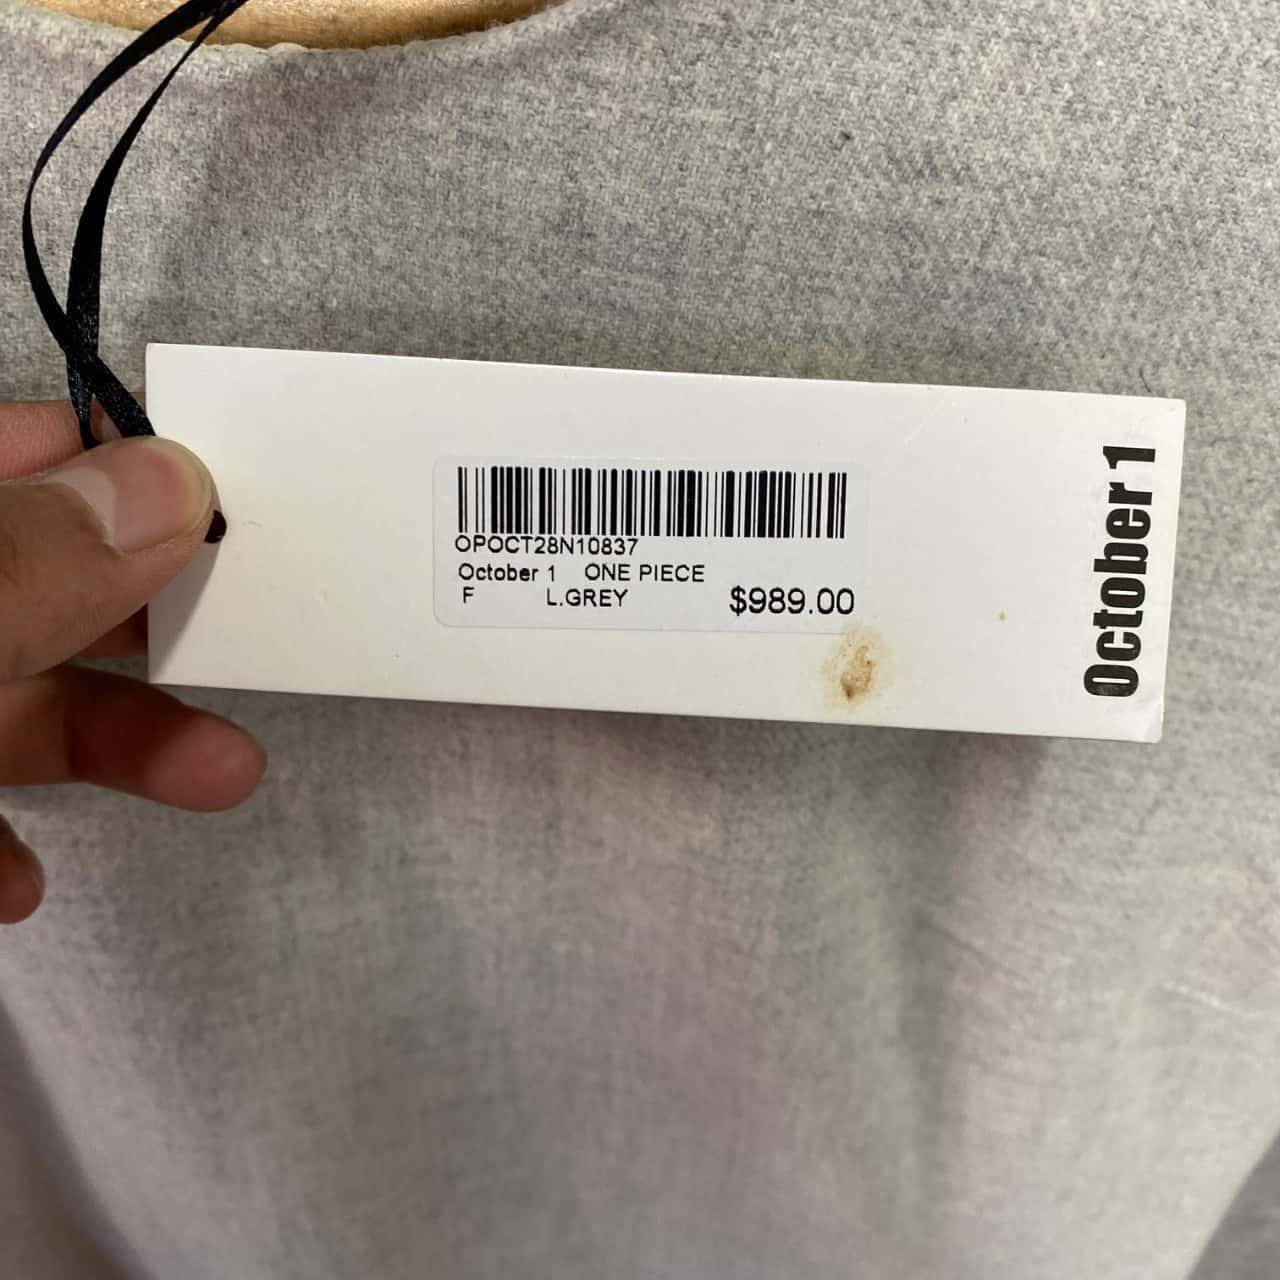 OPOCT28N10837
October 1 ONE PIECE
F L.GREY $989.00
October 1